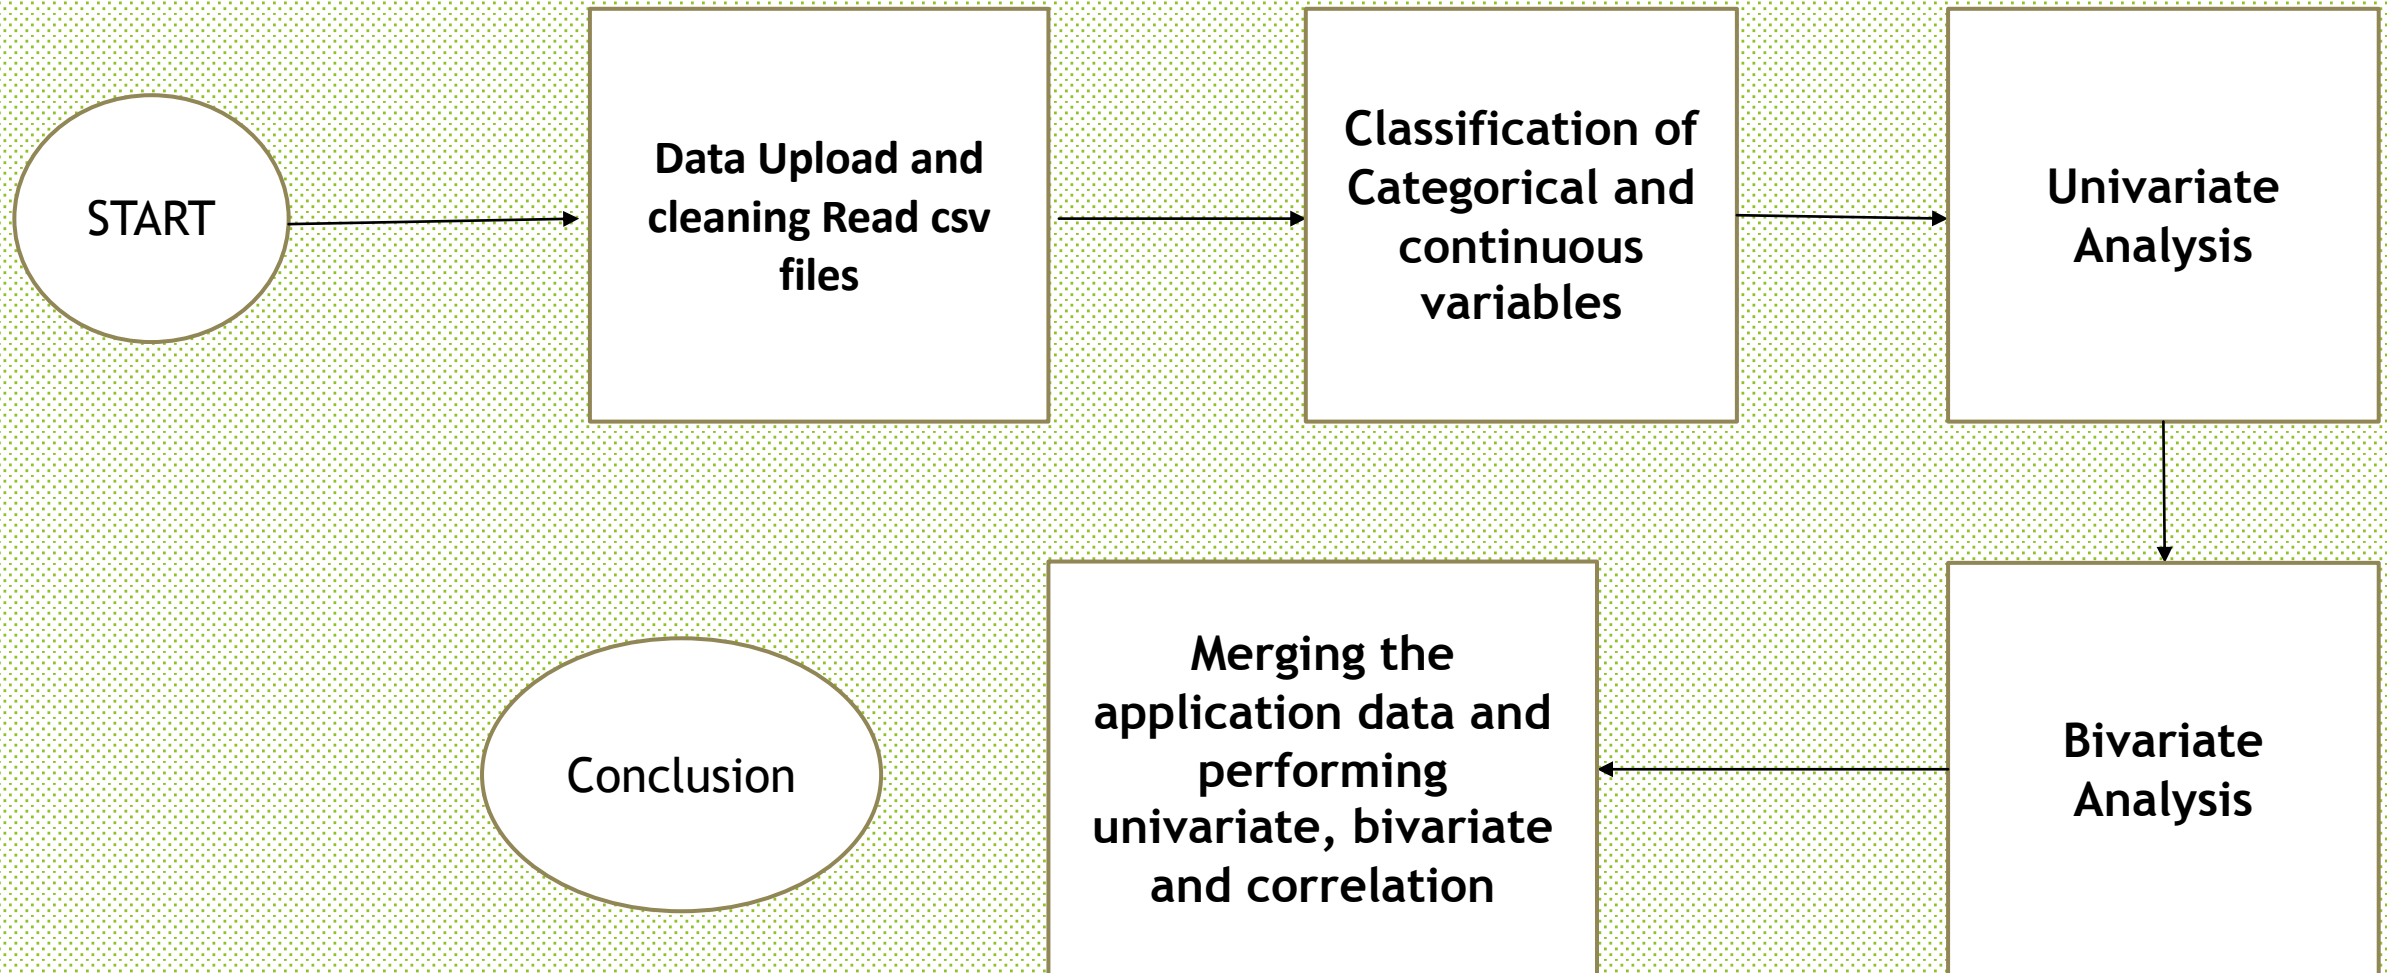 START
Data Upload and
cleaning Read csv
files
Classification of
Categorical and
continuous
variables
Univariate
Analysis
Bivariate
Analysis
Merging the
application data and
performing
univariate, bivariate
and correlation
Conclusion